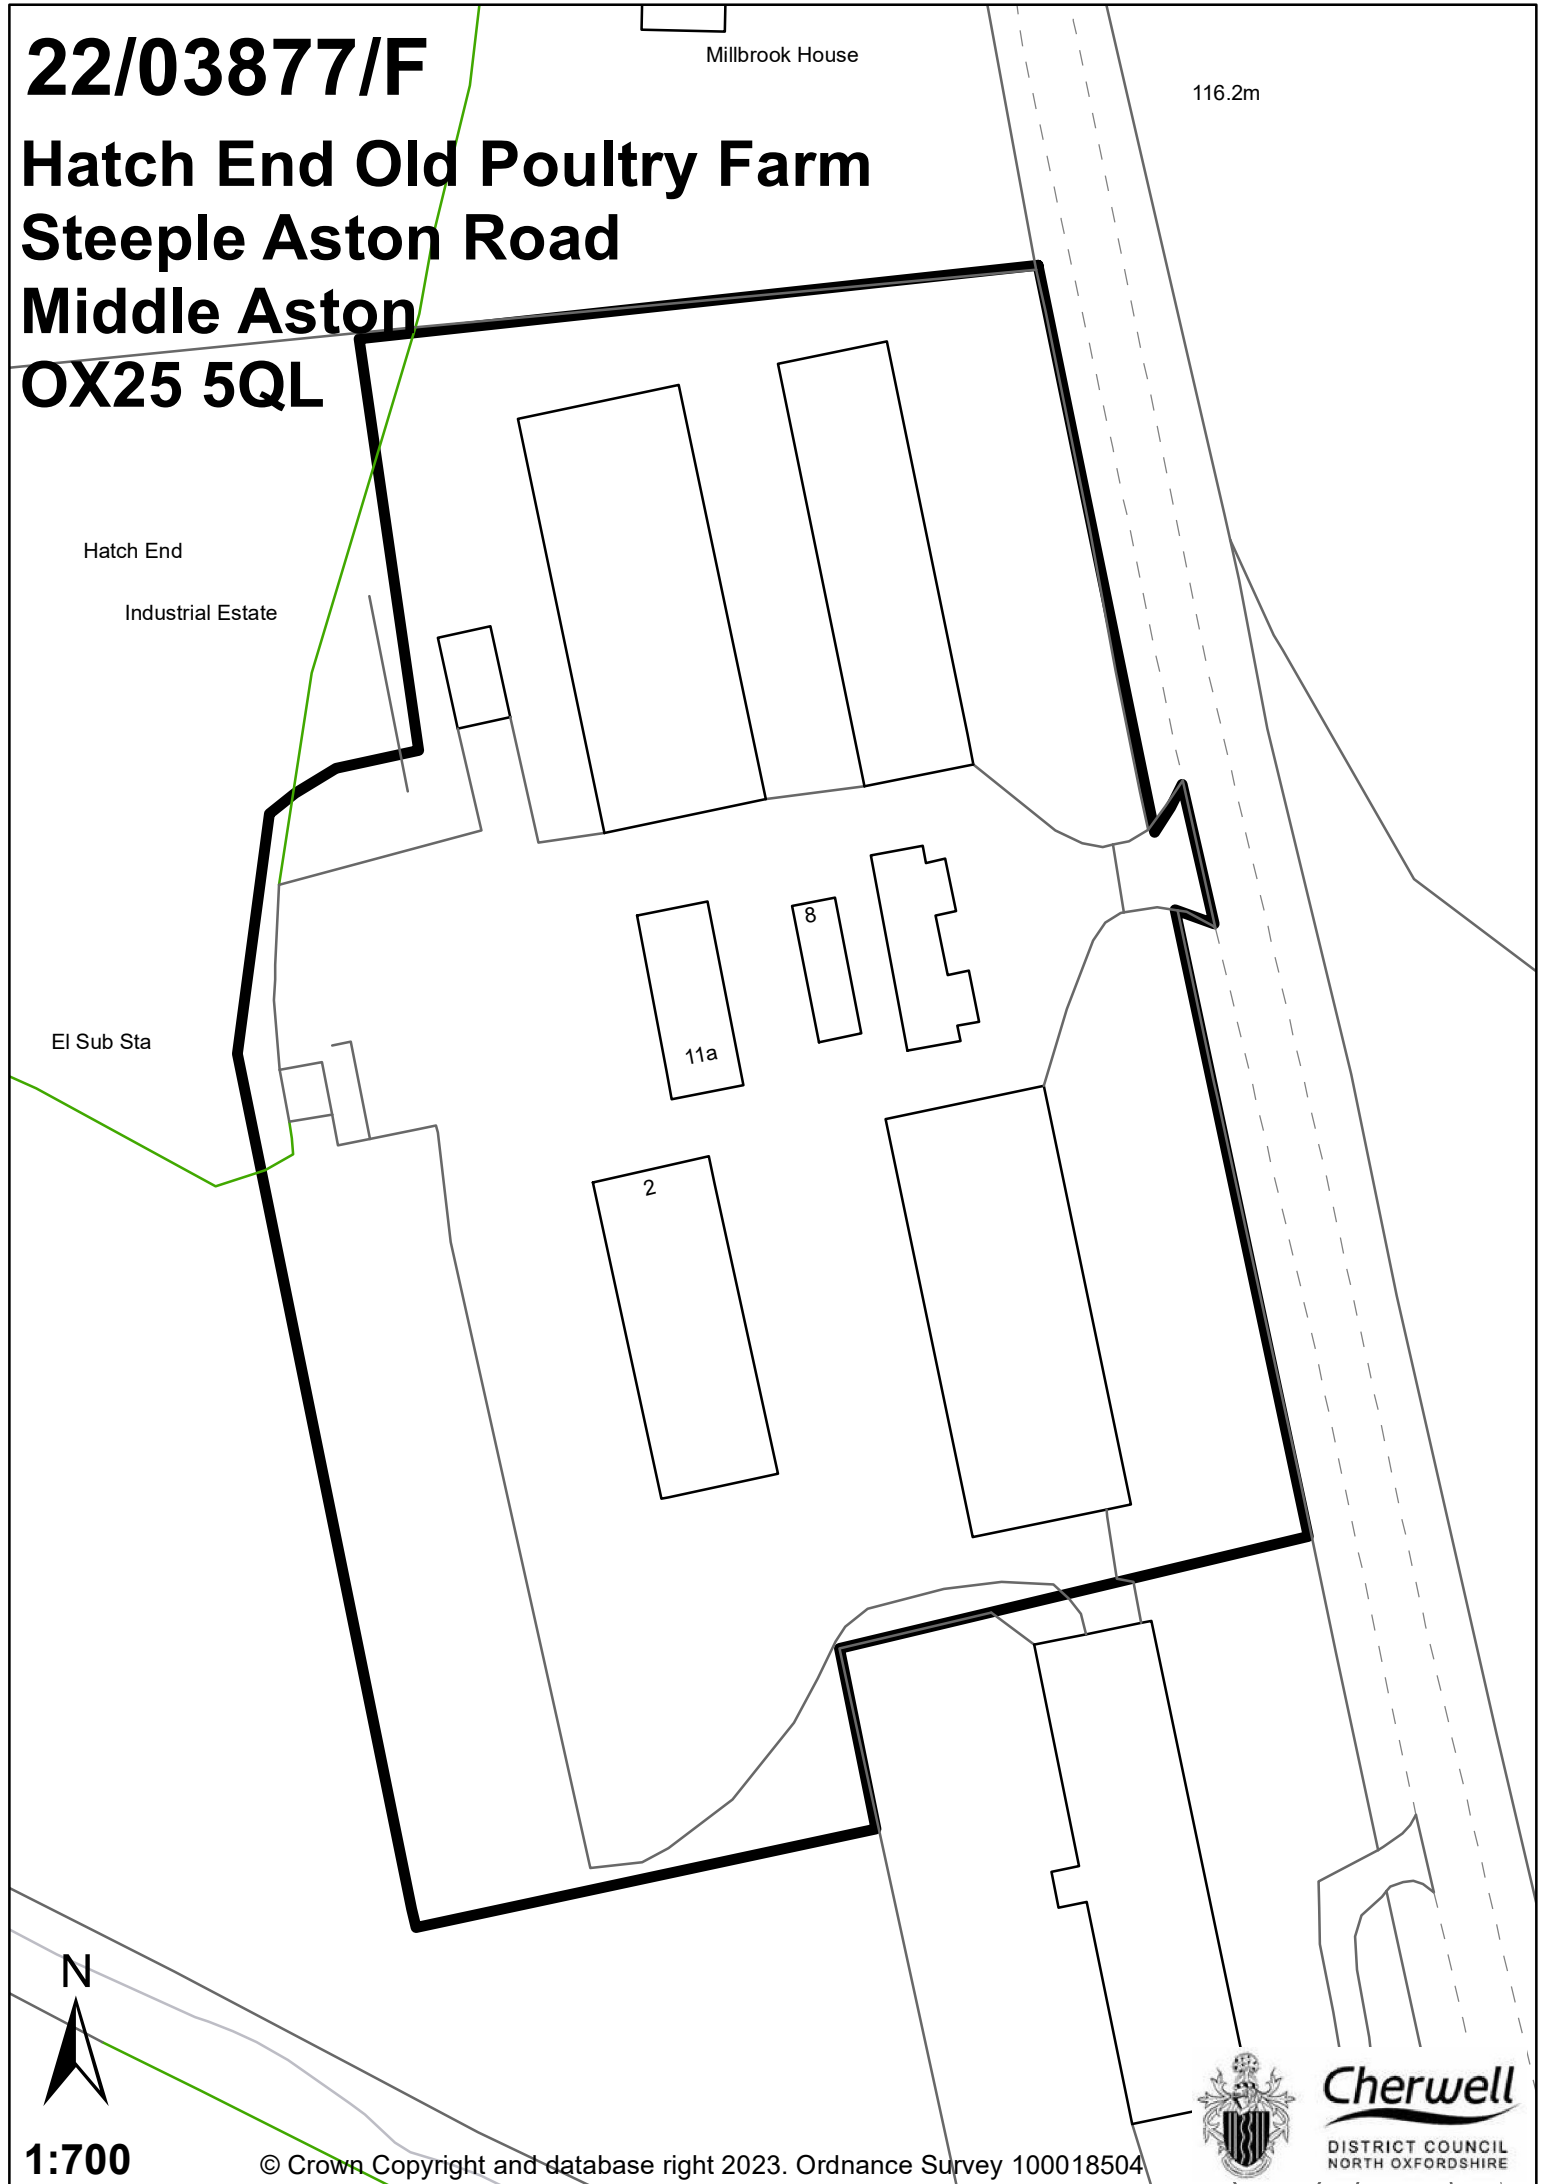 22/03877/F
Millbrook House
116.2m
Hatch End Old Poultry Farm
Steeple Aston Road
Middle Aston
OX25 5QL
Hatch End
Industrial Estate
8
El Sub Sta
11a
2
N
Cherwell
DISTRICT COUNCIL
NORTH OXFORDSHIRE
1:700
© Crown Copyright and database right 2023. Ordnance Survey 100018504